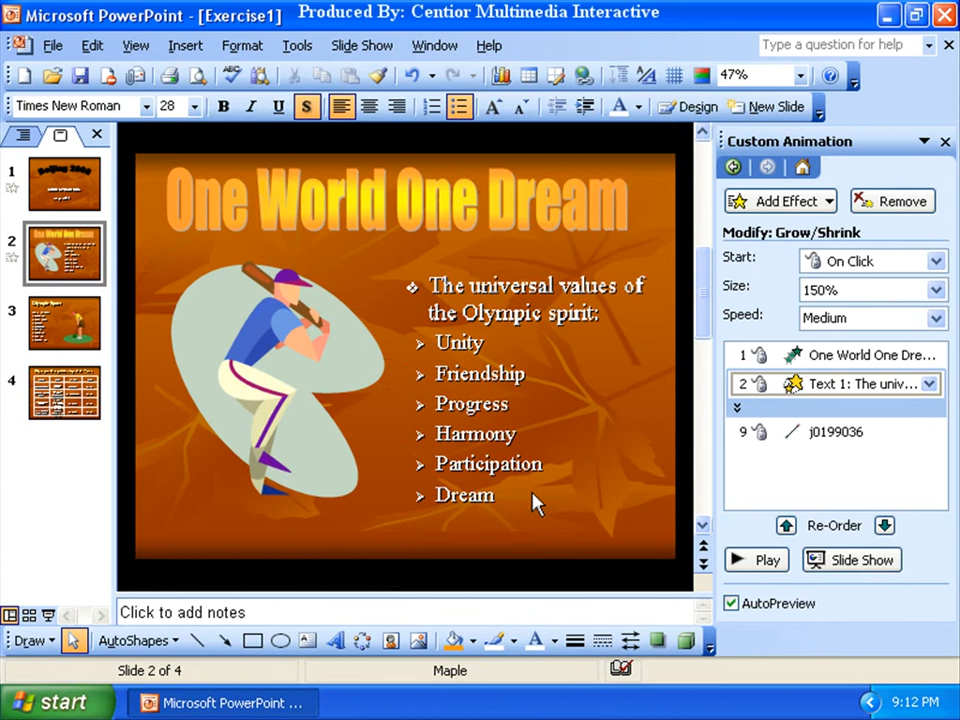 Microsoft PowerPoint - [Exercise1]
Produced By: Centior Multimedia Interactive
File Edit View Insert Format Tools Slide Show Window Help
Type a question for help
47%
Times New Roman
28
B I U S
Design
New Slide
1
2
3
4
One World One Dream
The universal values of
the Olympic spirit:
Unity
Friendship
Progress
Harmony
Participation
Dream
Custom Animation
Add Effect
Remove
Modify: Grow/Shrink
Start:
On Click
Size:
150%
Speed:
Medium
1 One World One Dre...
2 Text 1: The univ...
9 j0199036
Re-Order
Play
Slide Show
AutoPreview
Click to add notes
Draw
AutoShapes
Slide 2 of 4
Maple
start
Microsoft PowerPoint ...
9:12 PM